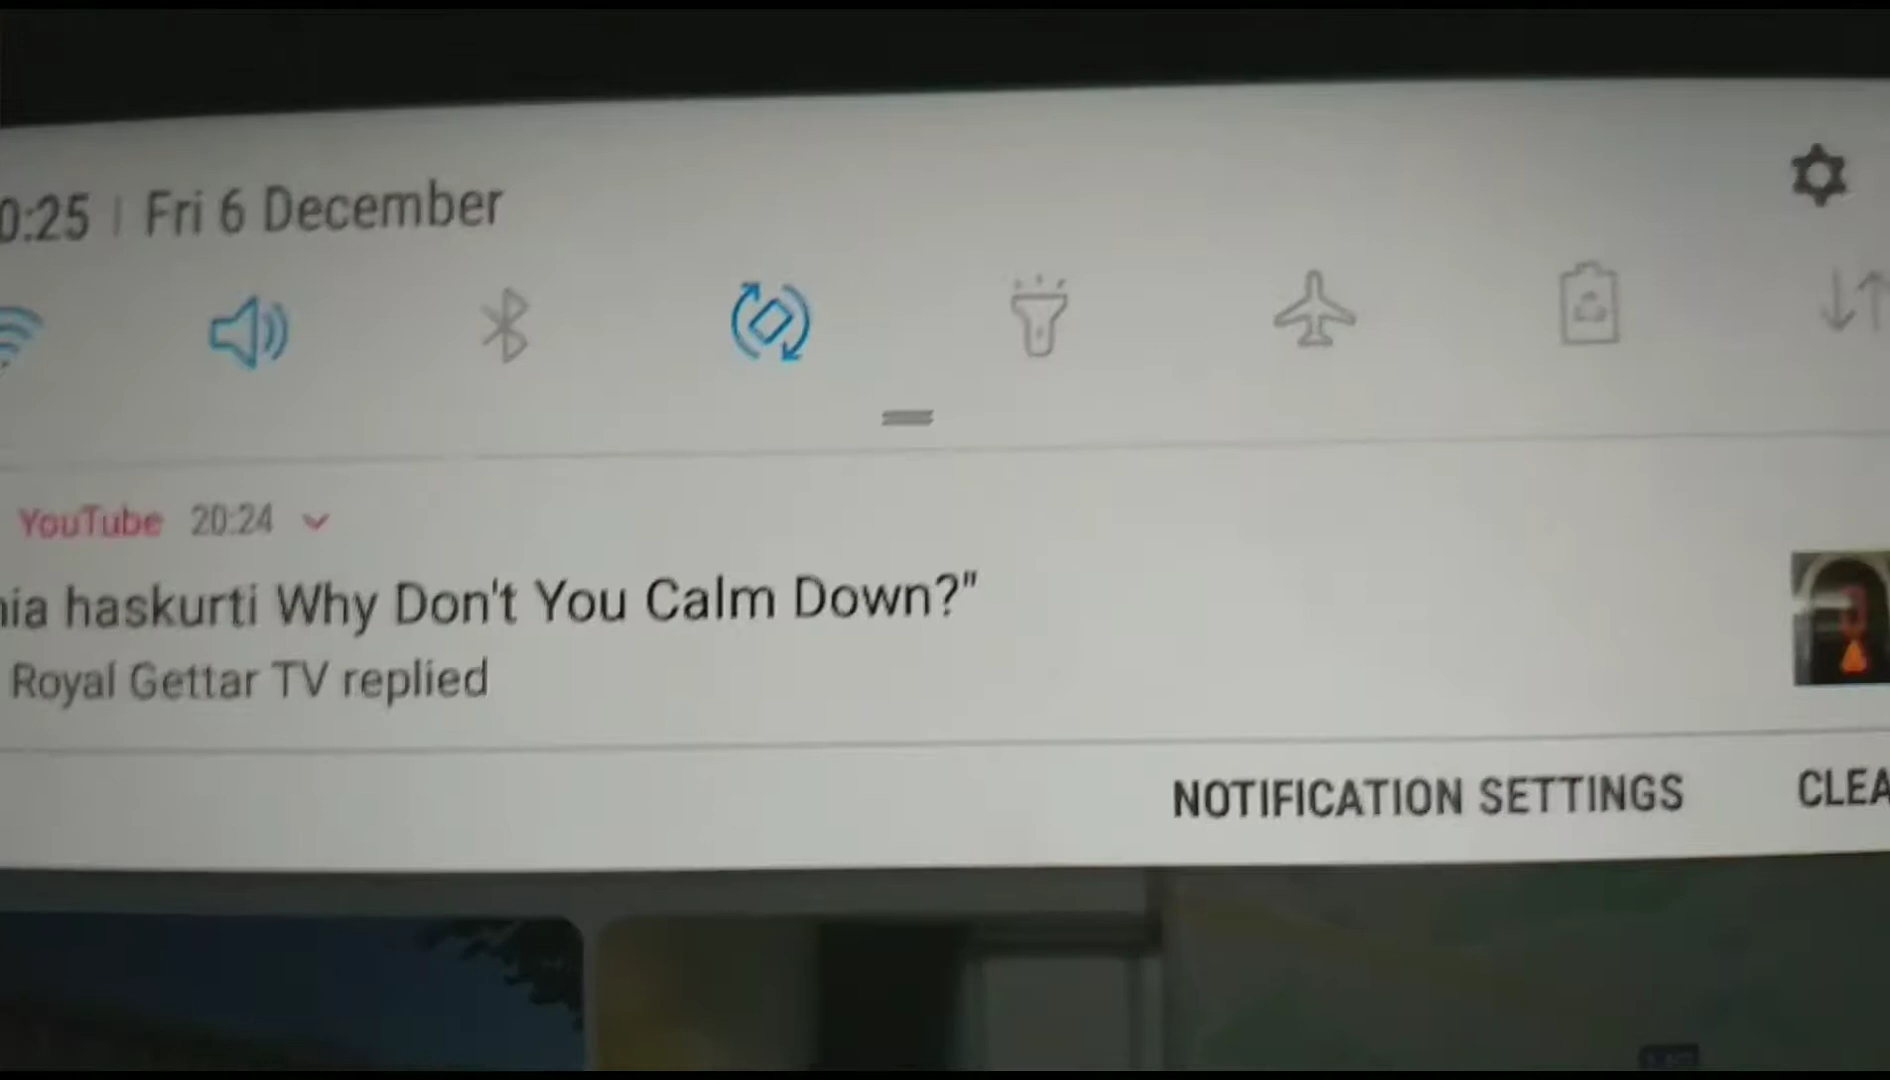 0:25 | Fri 6 December
YouTube 20:24
nia haskurti Why Don't You Calm Down?"
Royal Gettar TV replied
NOTIFICATION SETTINGS CLEA